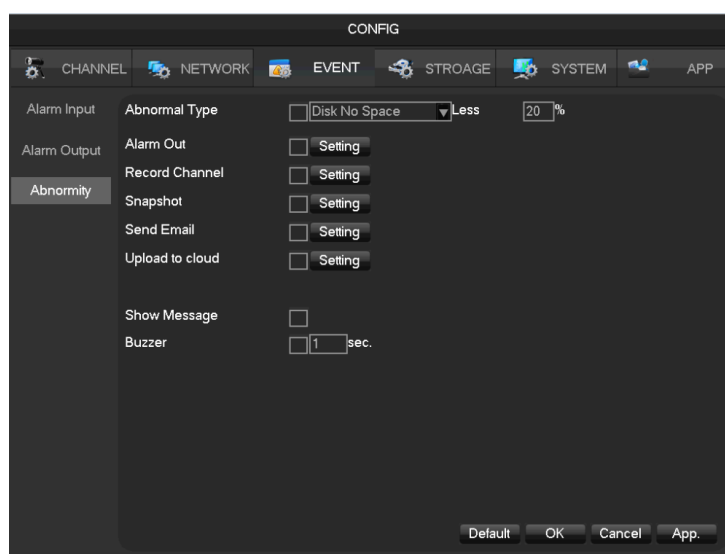 CONFIG
CHANNEL NETWORK EVENT STROAGE SYSTEM APP
Alarm Input
Alarm Output
Abnormity
Abnormal Type Disk No Space Less 20 %
Alarm Out Setting
Record Channel Setting
Snapshot Setting
Send Email Setting
Upload to cloud Setting
Show Message
Buzzer 1 sec.
Default OK Cancel App.